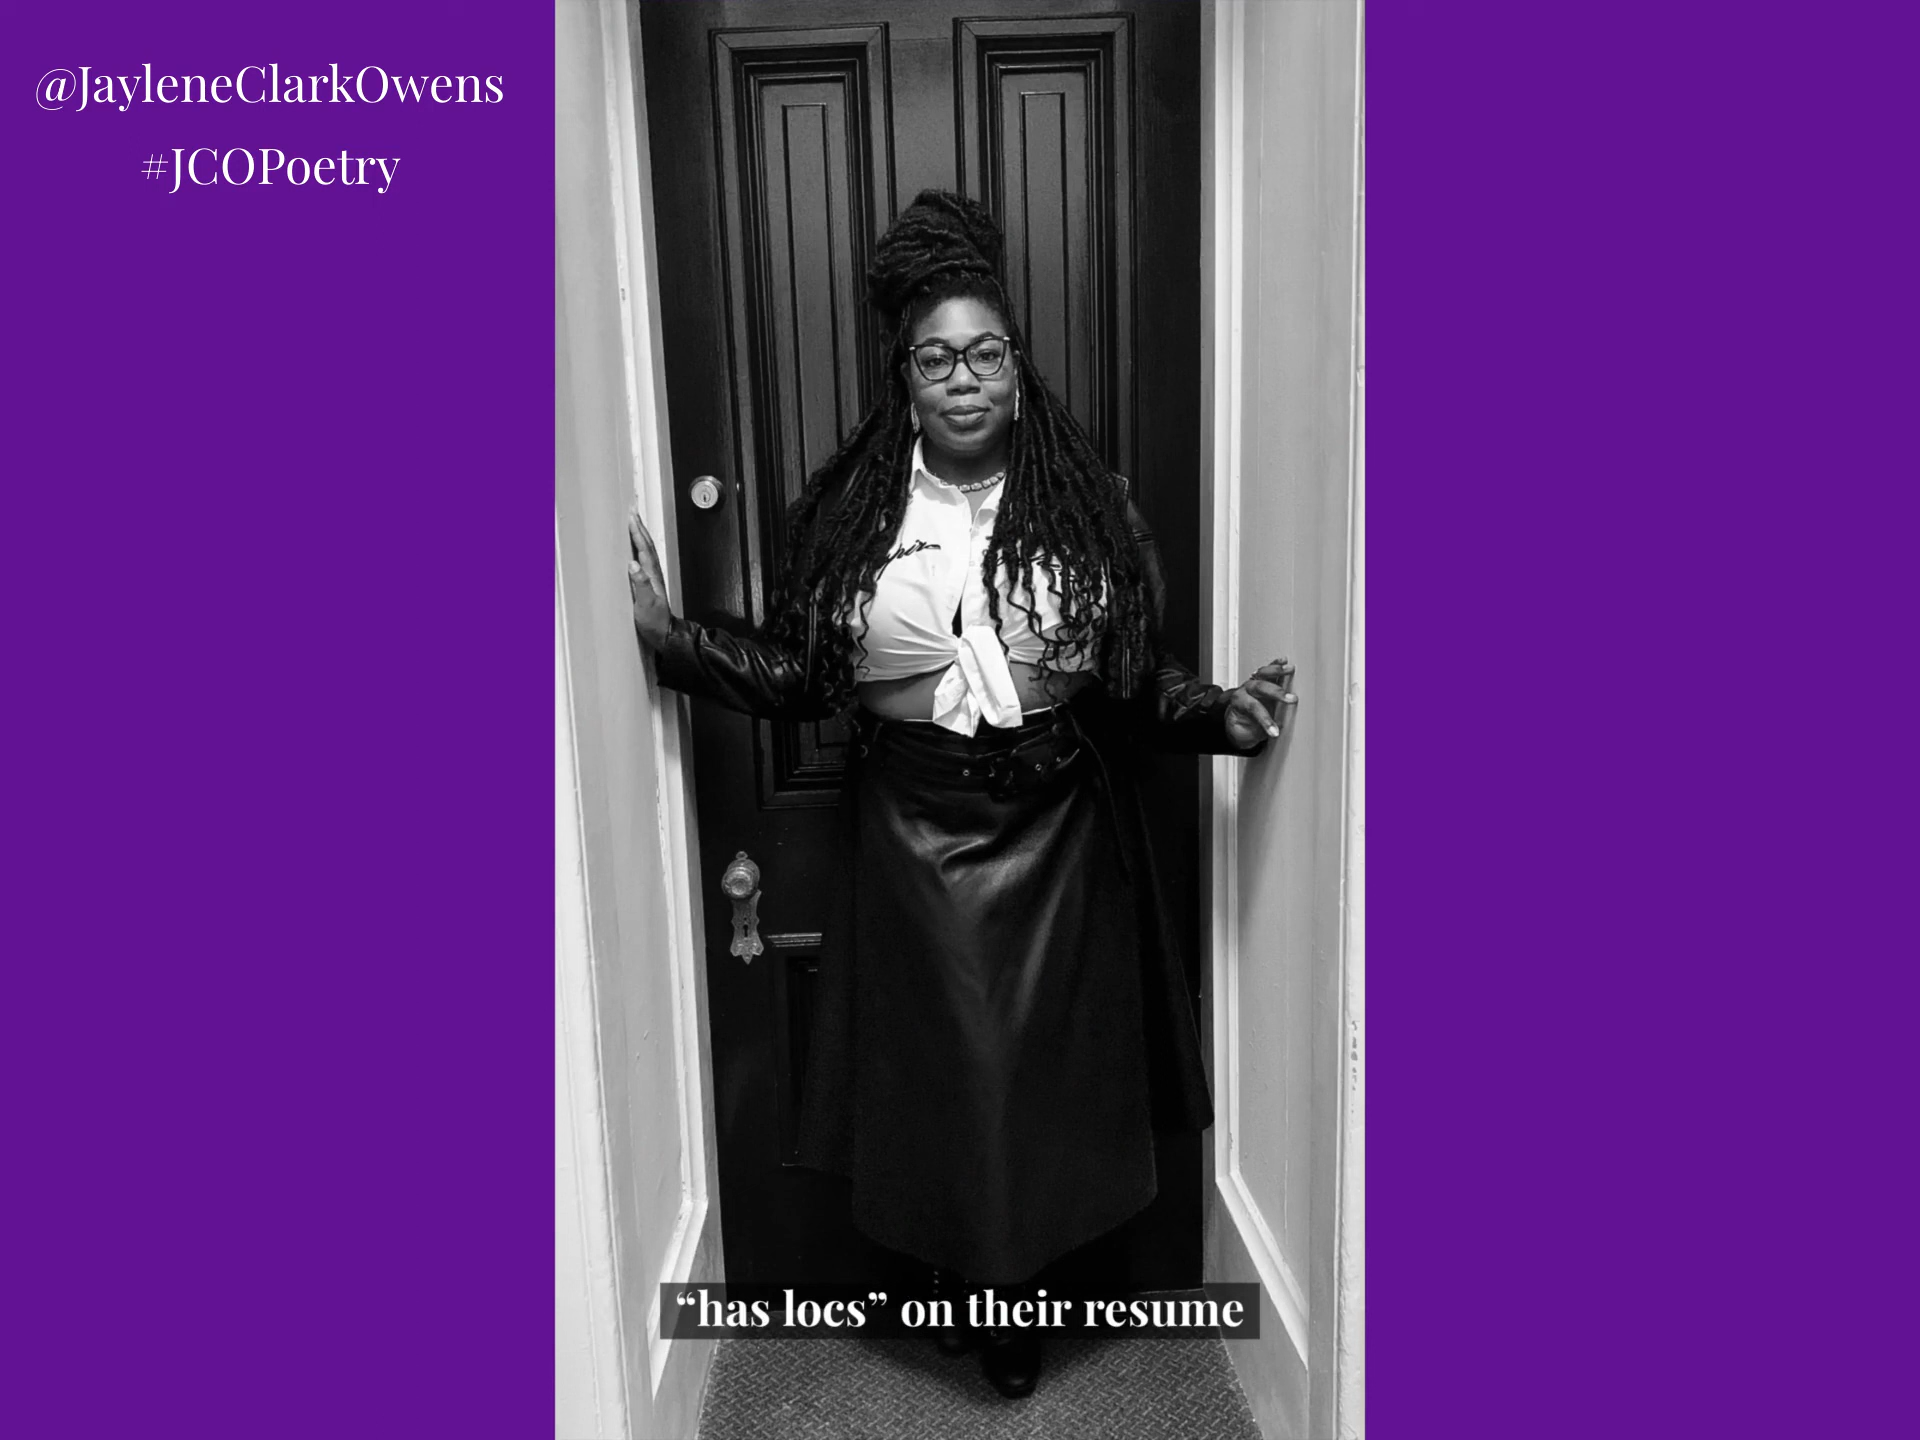 @JayleneClarkOwens
#JCOPoetry
“has locs” on their resume